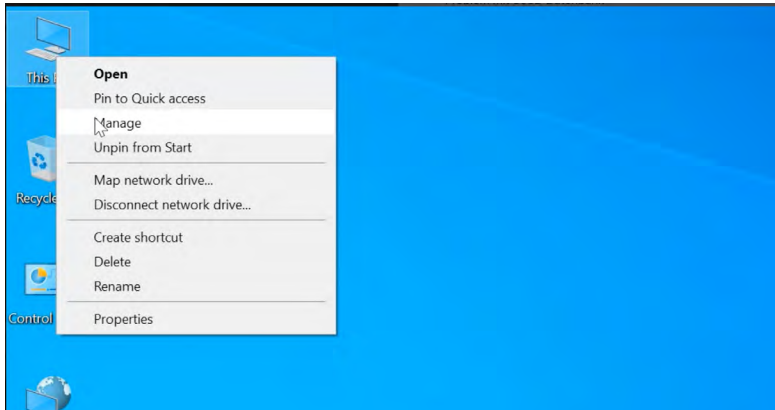 This
Open
Pin to Quick access
Manage
Unpin from Start
Map network drive...
Recycle
Disconnect network drive...
Create shortcut
Delete
Rename
Control
Properties